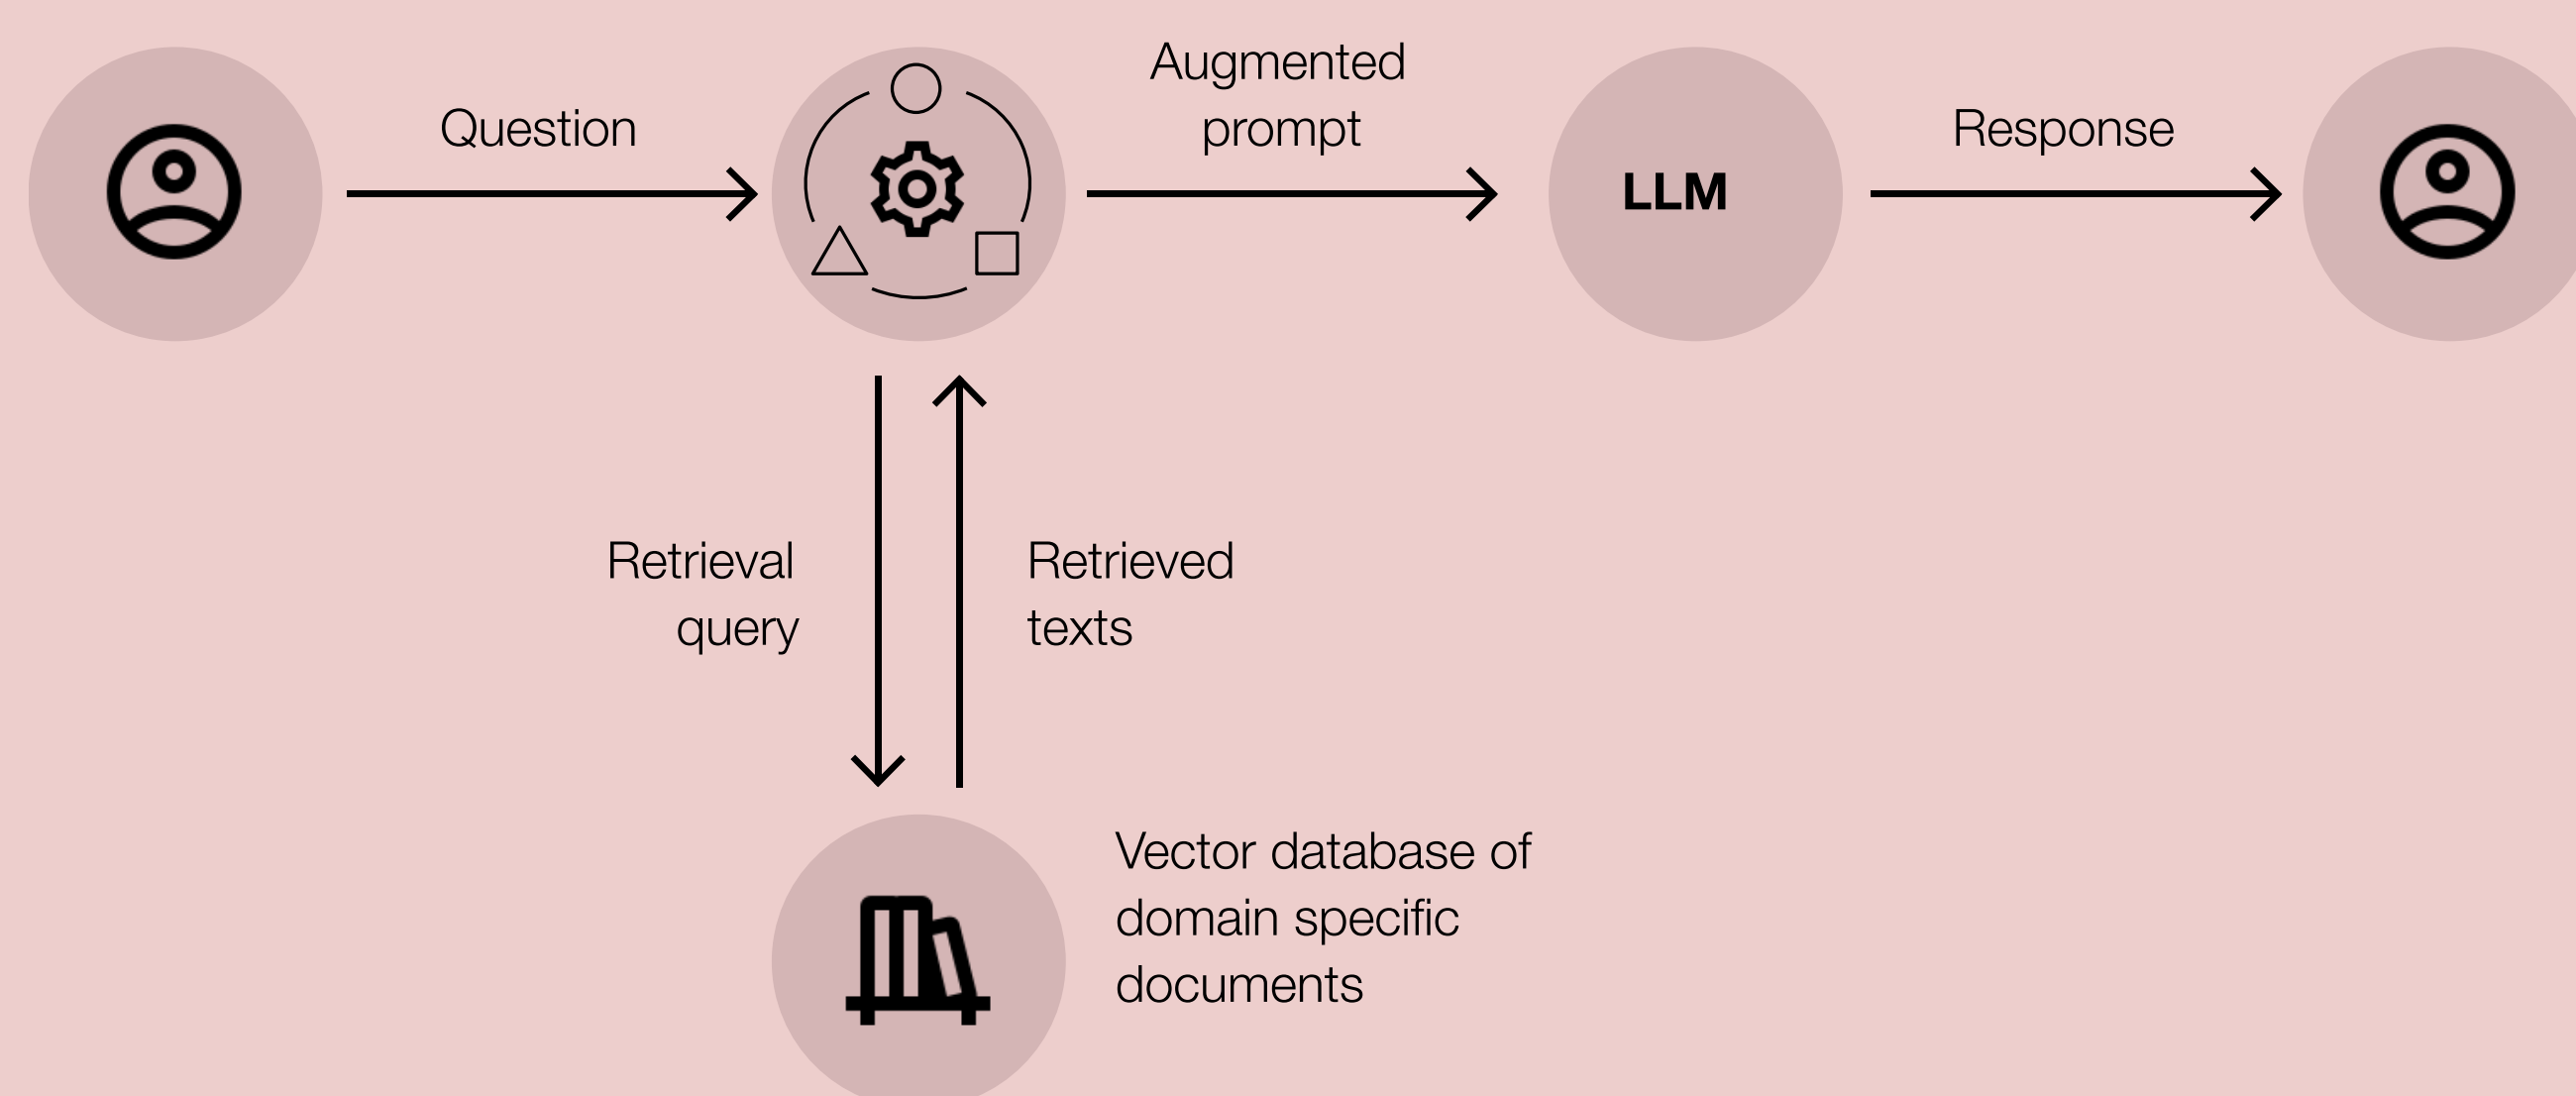 Question
Augmented
prompt
LLM
Response
Retrieval
query
Retrieved
texts
Vector database of
domain specific
documents